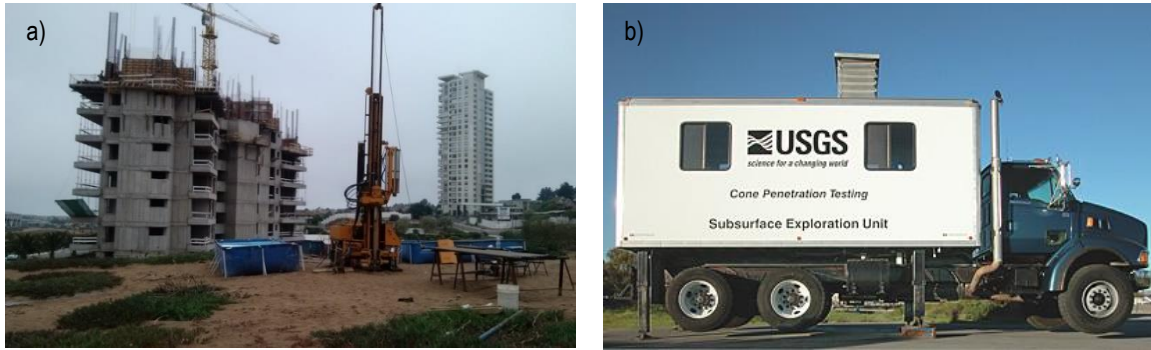 a)
b)
USGS
science for a changing world
Cone Penetration Testing
Subsurface Exploration Unit